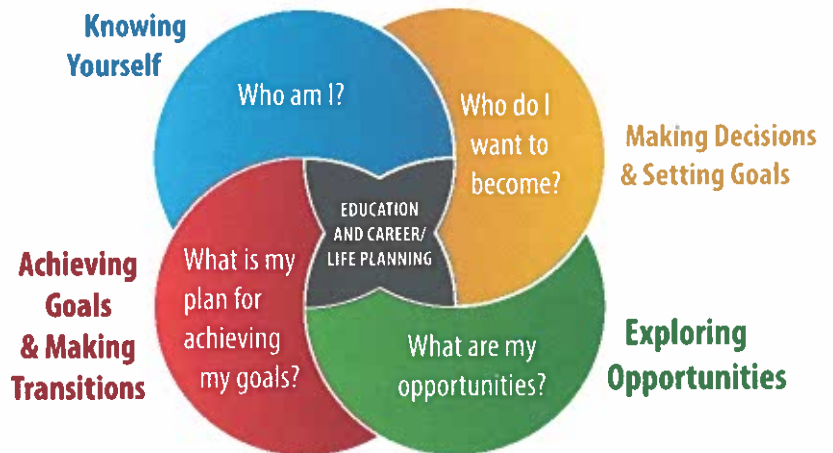 Knowing
Yourself
Who am I?
Who do I
want to
become?
Making Decisions
& Setting Goals
EDUCATION
AND CAREER/
LIFE PLANNING
Achieving
Goals
& Making
Transitions
What is my
plan for
achieving
my goals?
What are my
opportunities?
Exploring
Opportunities